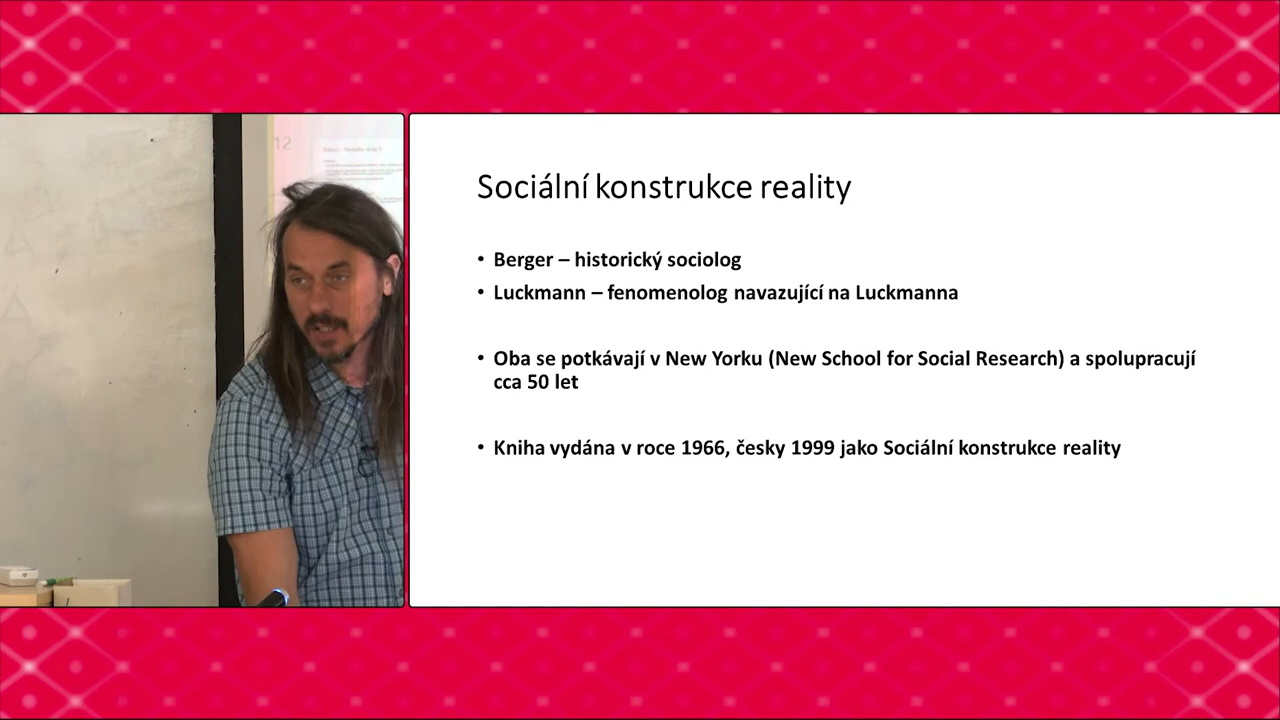 12
Sociální konstrukce reality
• Berger – historický sociolog
• Luckmann – fenomenolog navazující na Luckmanna
• Oba se potkávají v New Yorku (New School for Social Research) a spolupracují
cca 50 let
• Kniha vydána v roce 1966, česky 1999 jako Sociální konstrukce reality